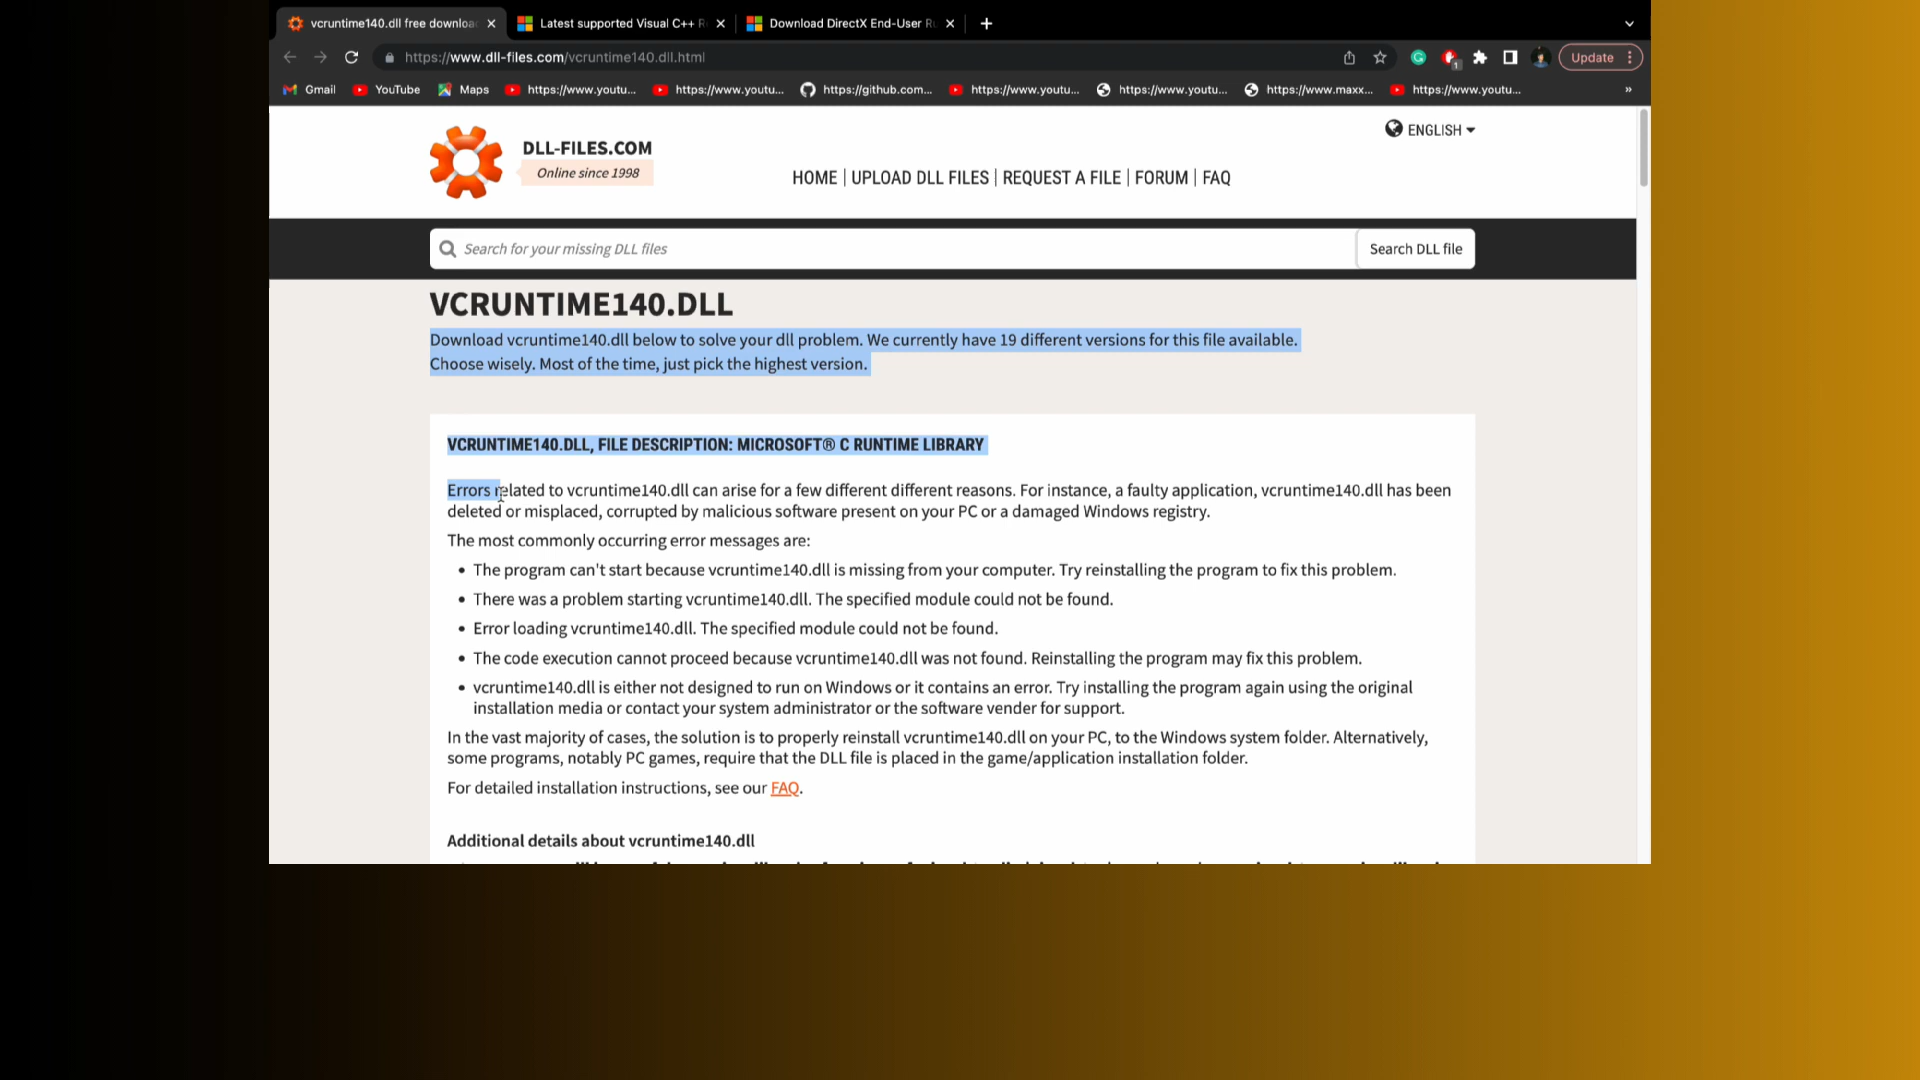 vcruntime140.dll free downloa
Latest supported Visual C++ R
Download DirectX End-User R
https://www.dll-files.com/vcruntime140.dll.html
1
Update
Gmail
YouTube
Maps
https://www.youtu...
https://www.youtu...
https://github.com...
https://www.youtu...
https://www.youtu...
https://www.maxx...
https://www.youtu...
»
DLL-FILES.COM
Online since 1998
ENGLISH
HOME | UPLOAD DLL FILES | REQUEST A FILE | FORUM | FAQ
Search for your missing DLL files
Search DLL file
VCRUNTIME140.DLL
Download vcruntime140.dll below to solve your dll problem. We currently have 19 different versions for this file available.
Choose wisely. Most of the time, just pick the highest version.
VCRUNTIME140.DLL, FILE DESCRIPTION: MICROSOFT® C RUNTIME LIBRARY
Errors related to vcruntime140.dll can arise for a few different different reasons. For instance, a faulty application, vcruntime140.dll has been
deleted or misplaced, corrupted by malicious software present on your PC or a damaged Windows registry.
The most commonly occurring error messages are:
• The program can't start because vcruntime140.dll is missing from your computer. Try reinstalling the program to fix this problem.
• There was a problem starting vcruntime140.dll. The specified module could not be found.
• Error loading vcruntime140.dll. The specified module could not be found.
• The code execution cannot proceed because vcruntime140.dll was not found. Reinstalling the program may fix this problem.
• vcruntime140.dll is either not designed to run on Windows or it contains an error. Try installing the program again using the original
installation media or contact your system administrator or the software vender for support.
In the vast majority of cases, the solution is to properly reinstall vcruntime140.dll on your PC, to the Windows system folder. Alternatively,
some programs, notably PC games, require that the DLL file is placed in the game/application installation folder.
For detailed installation instructions, see our FAQ.
Additional details about vcruntime140.dll